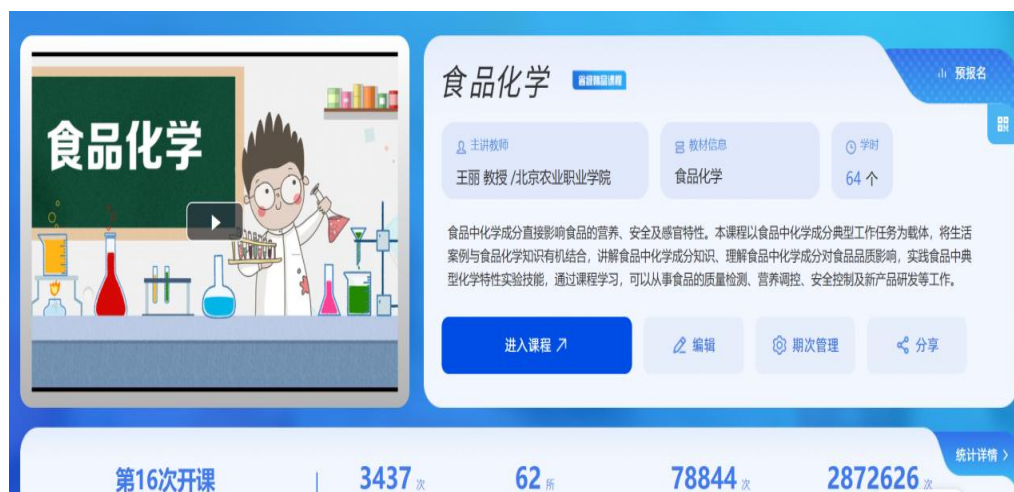 食品化学
食品化学
省级精品课程
预报名
主讲教师
王丽 教授 /北京农业职业学院
教材信息
食品化学
学时
64 个
食品中化学成分直接影响食品的营养、安全及感官特性。本课程以食品中化学成分典型工作任务为载体，将生活
案例与食品化学知识有机结合，讲解食品中化学成分知识、理解食品中化学成分对食品品质影响，实践食品中典
型化学特性实验技能，通过课程学习，可以从事食品的质量检测、营养调控、安全控制及新产品研发等工作。
进入课程
编辑
期次管理
分享
统计详情
第16次开课
3437 次
62 所
78844 次
2872626 次